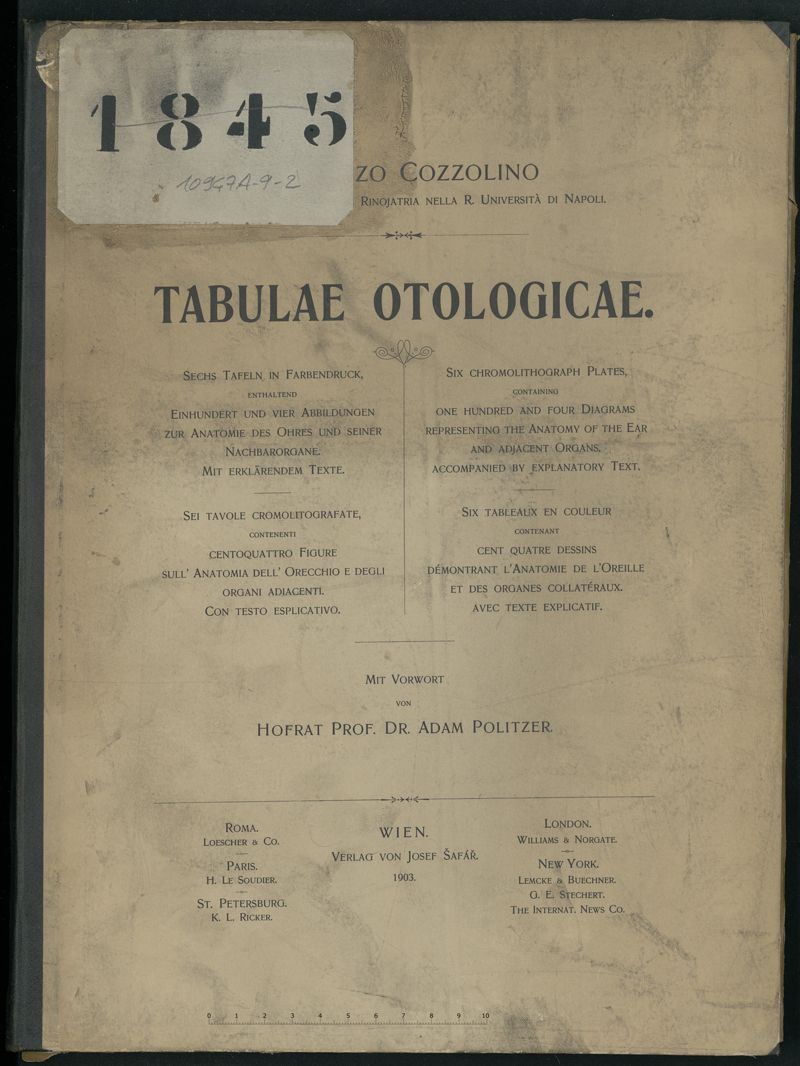 1845
10947A-9-2
ZO COZZOLINO
RINOJATRIA NELLA R. UNIVERSITÀ DI NAPOLI.
TABULAE OTOLOGICAE.
SECHS TAFELN IN FARBENDRUCK,
ENTHALTEND
EINHUNDERT UND VIER ABBILDUNGEN
ZUR ANATOMIE DES OHRES UND SEINER
NACHBARORGANE.
MIT ERKLÄRENDEM TEXTE.
SIX CHROMOLITHOGRAPH PLATES,
CONTAINING
ONE HUNDRED AND FOUR DIAGRAMS
REPRESENTING THE ANATOMY OF THE EAR
AND ADJACENT ORGANS.
ACCOMPANIED BY EXPLANATORY TEXT.
SEI TAVOLE CROMOLITOGRAFATE,
CONTENENTI
CENTOQUATTRO FIGURE
SULL' ANATOMIA DELL' ORECCHIO E DEGLI
ORGANI ADIACENTI.
CON TESTO ESPLICATIVO.
SIX TABLEAUX EN COULEUR
CONTENANT
CENT QUATRE DESSINS
DÉMONTRANT L'ANATOMIE DE L'OREILLE
ET DES ORGANES COLLATÉRAUX.
AVEC TEXTE EXPLICATIF.
MIT VORWORT
VON
HOFRAT PROF. DR. ADAM POLITZER.
ROMA.
LOESCHER & CO.
PARIS.
H. LE SOUDIER.
ST. PETERSBURG.
K. L. RICKER.
WIEN.
VERLAG VON JOSEF ŠAFÁŘ.
1903.
LONDON.
WILLIAMS & NORGATE.
NEW YORK.
LEMCKE & BUECHNER.
G. E. STECHERT.
THE INTERNAT. NEWS CO.
0 1 2 3 4 5 6 7 8 9 10